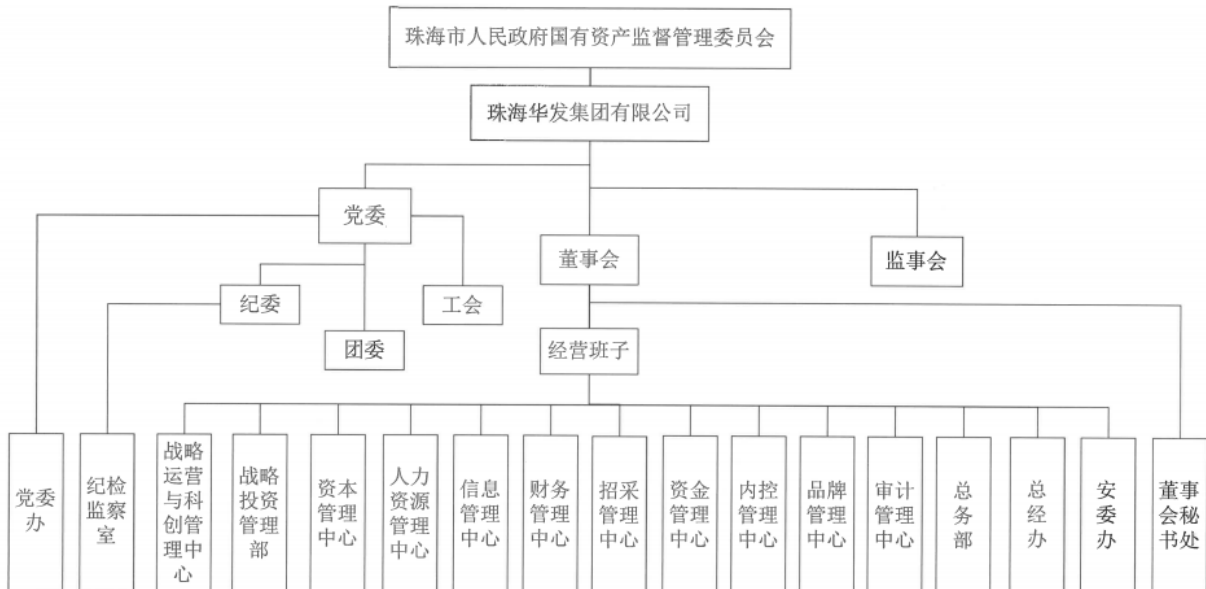 珠海市人民政府国有资产监督管理委员会
珠海华发集团有限公司
党委
董事会
监事会
纪委
工会
团委
经营班子
党委
办
纪检
监察
室
战略
运营
与科
创管
理中
心
战略
投资
管理
部
资本
管理
中心
人力
资源
管理
中心
信息
管理
中心
财务
管理
中心
招采
管理
中心
资金
管理
中心
内控
管理
中心
品牌
管理
中心
审计
管理
中心
总
务
部
总
经
办
安
委
办
董事
会秘
书处